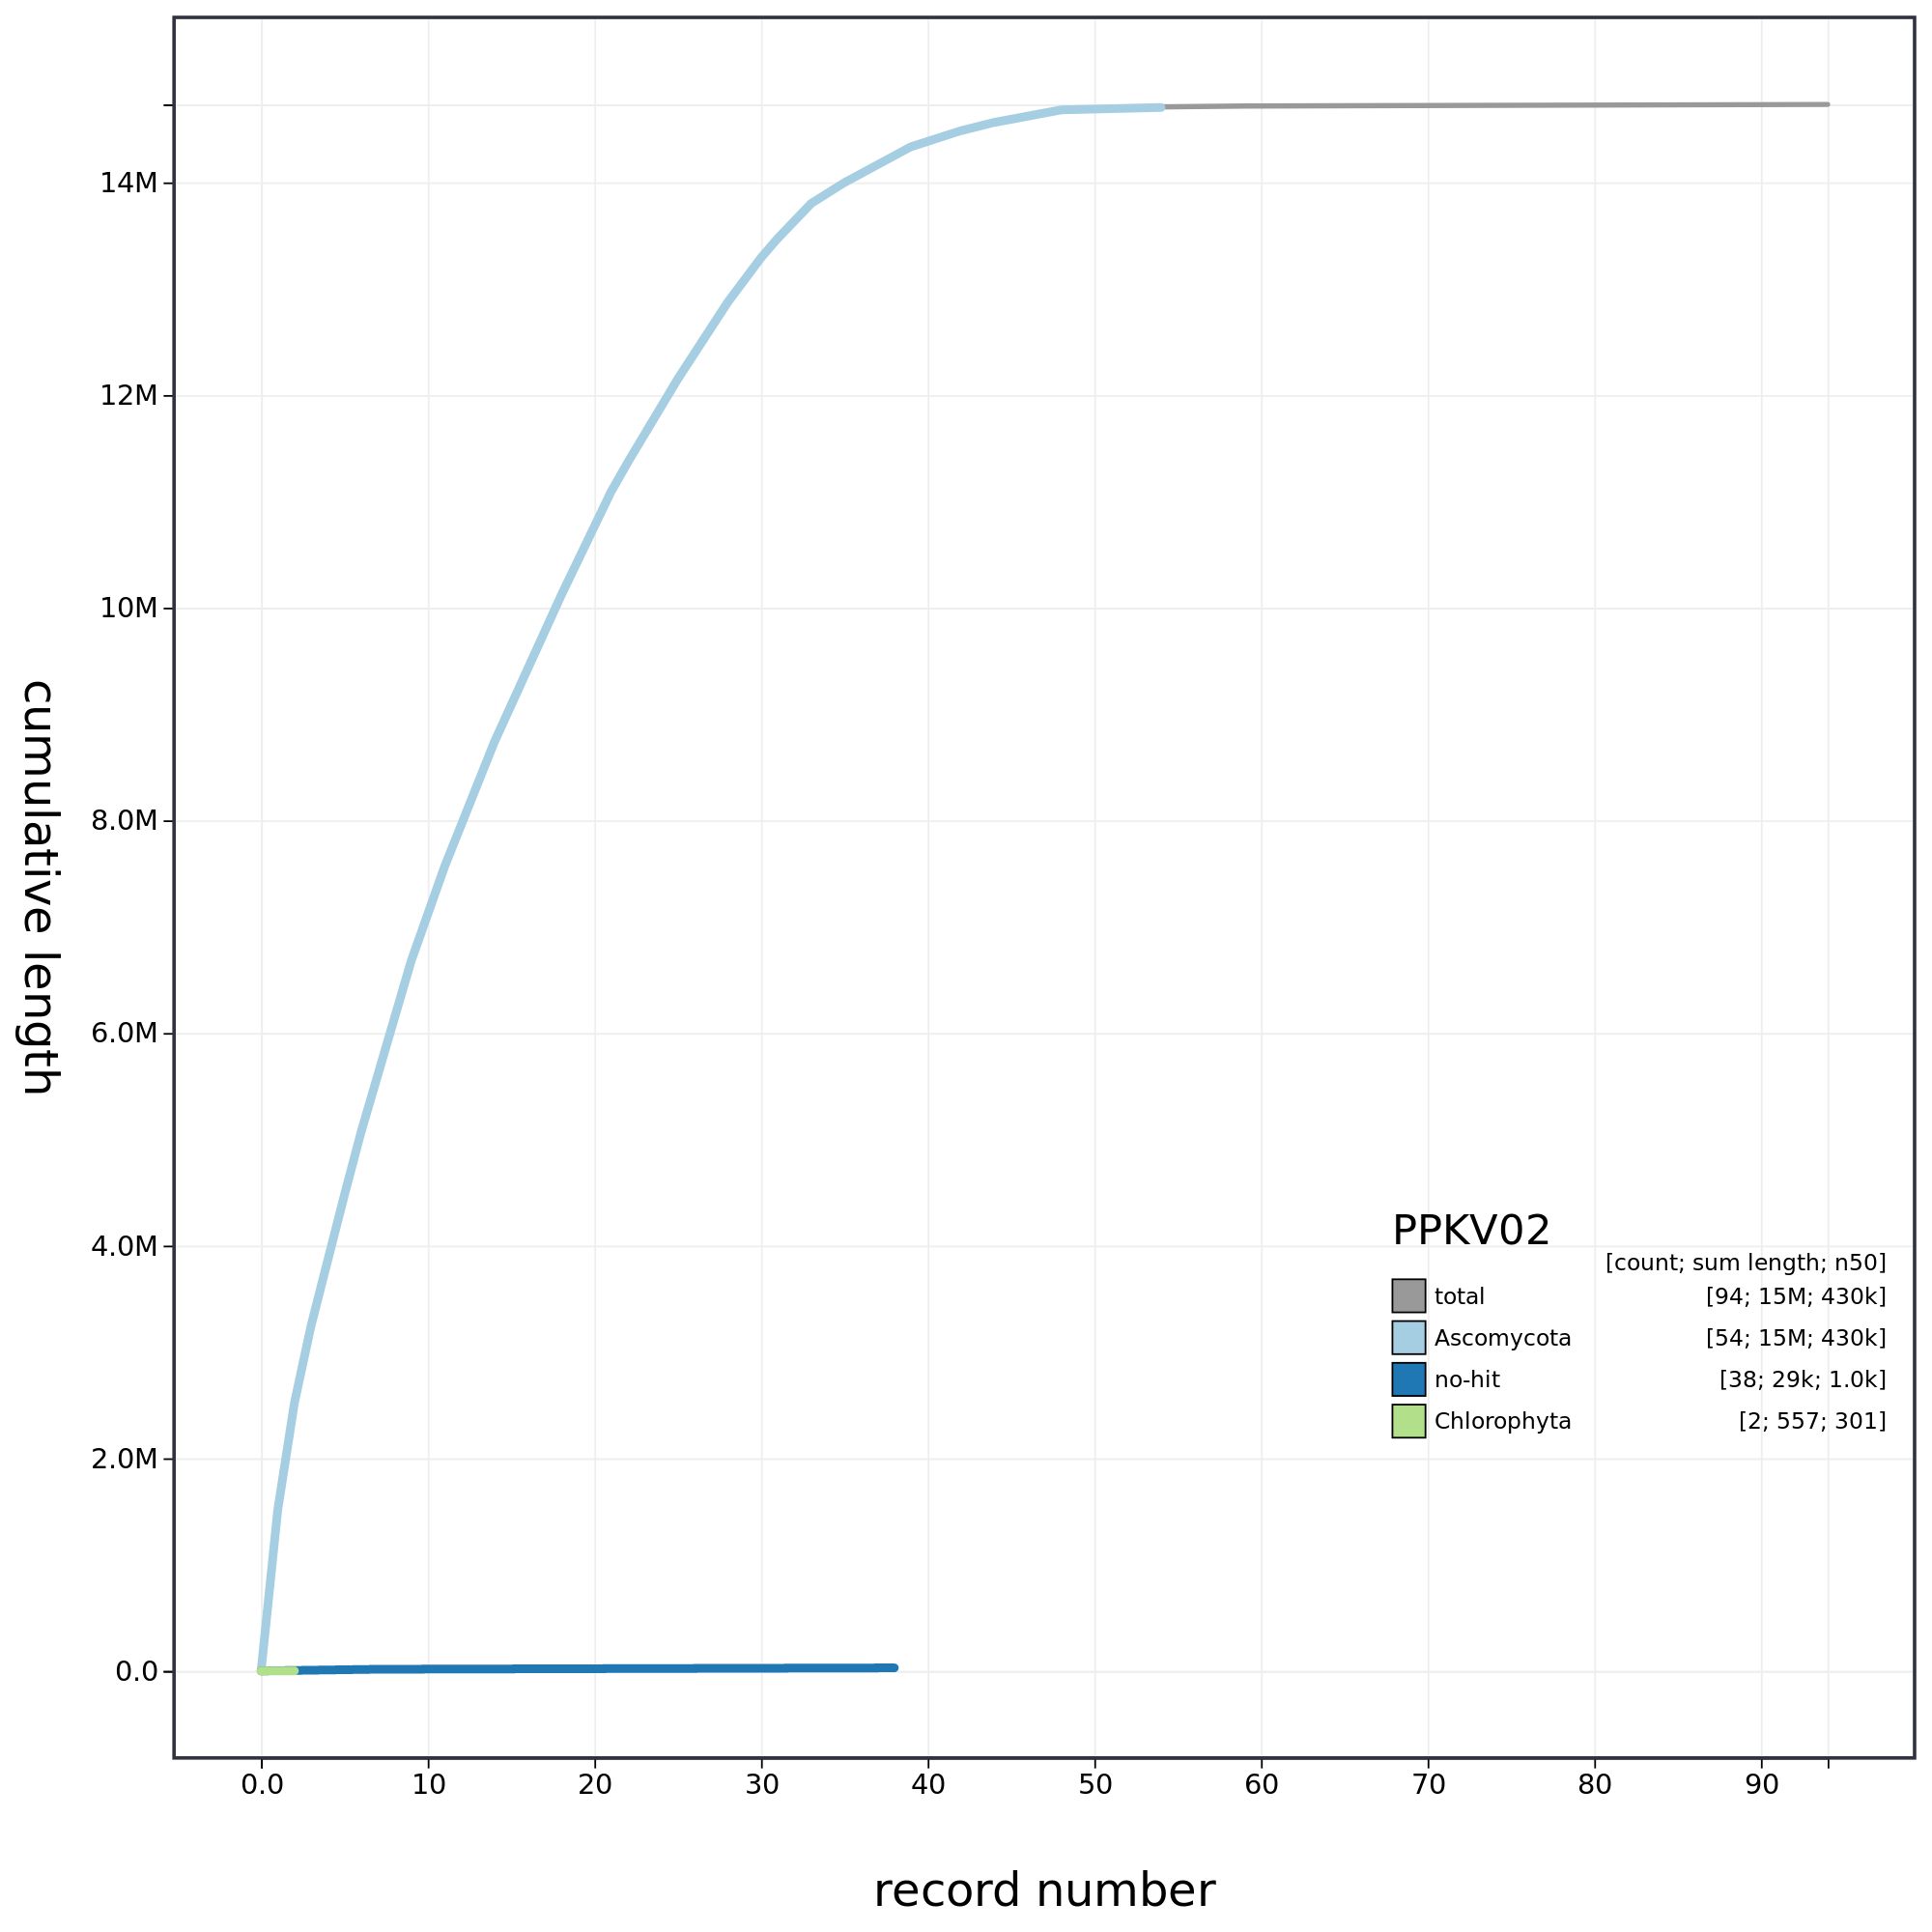 14M
12M
10M
8.0M
6.0M
4.0M
2.0M
0.0
cumulative length
PPKV02
[count; sum length; n50]
total [94; 15M; 430k]
Ascomycota [54; 15M; 430k]
no-hit [38; 29k; 1.0k]
Chlorophyta [2; 557; 301]
0.0 10 20 30 40 50 60 70 80 90
record number